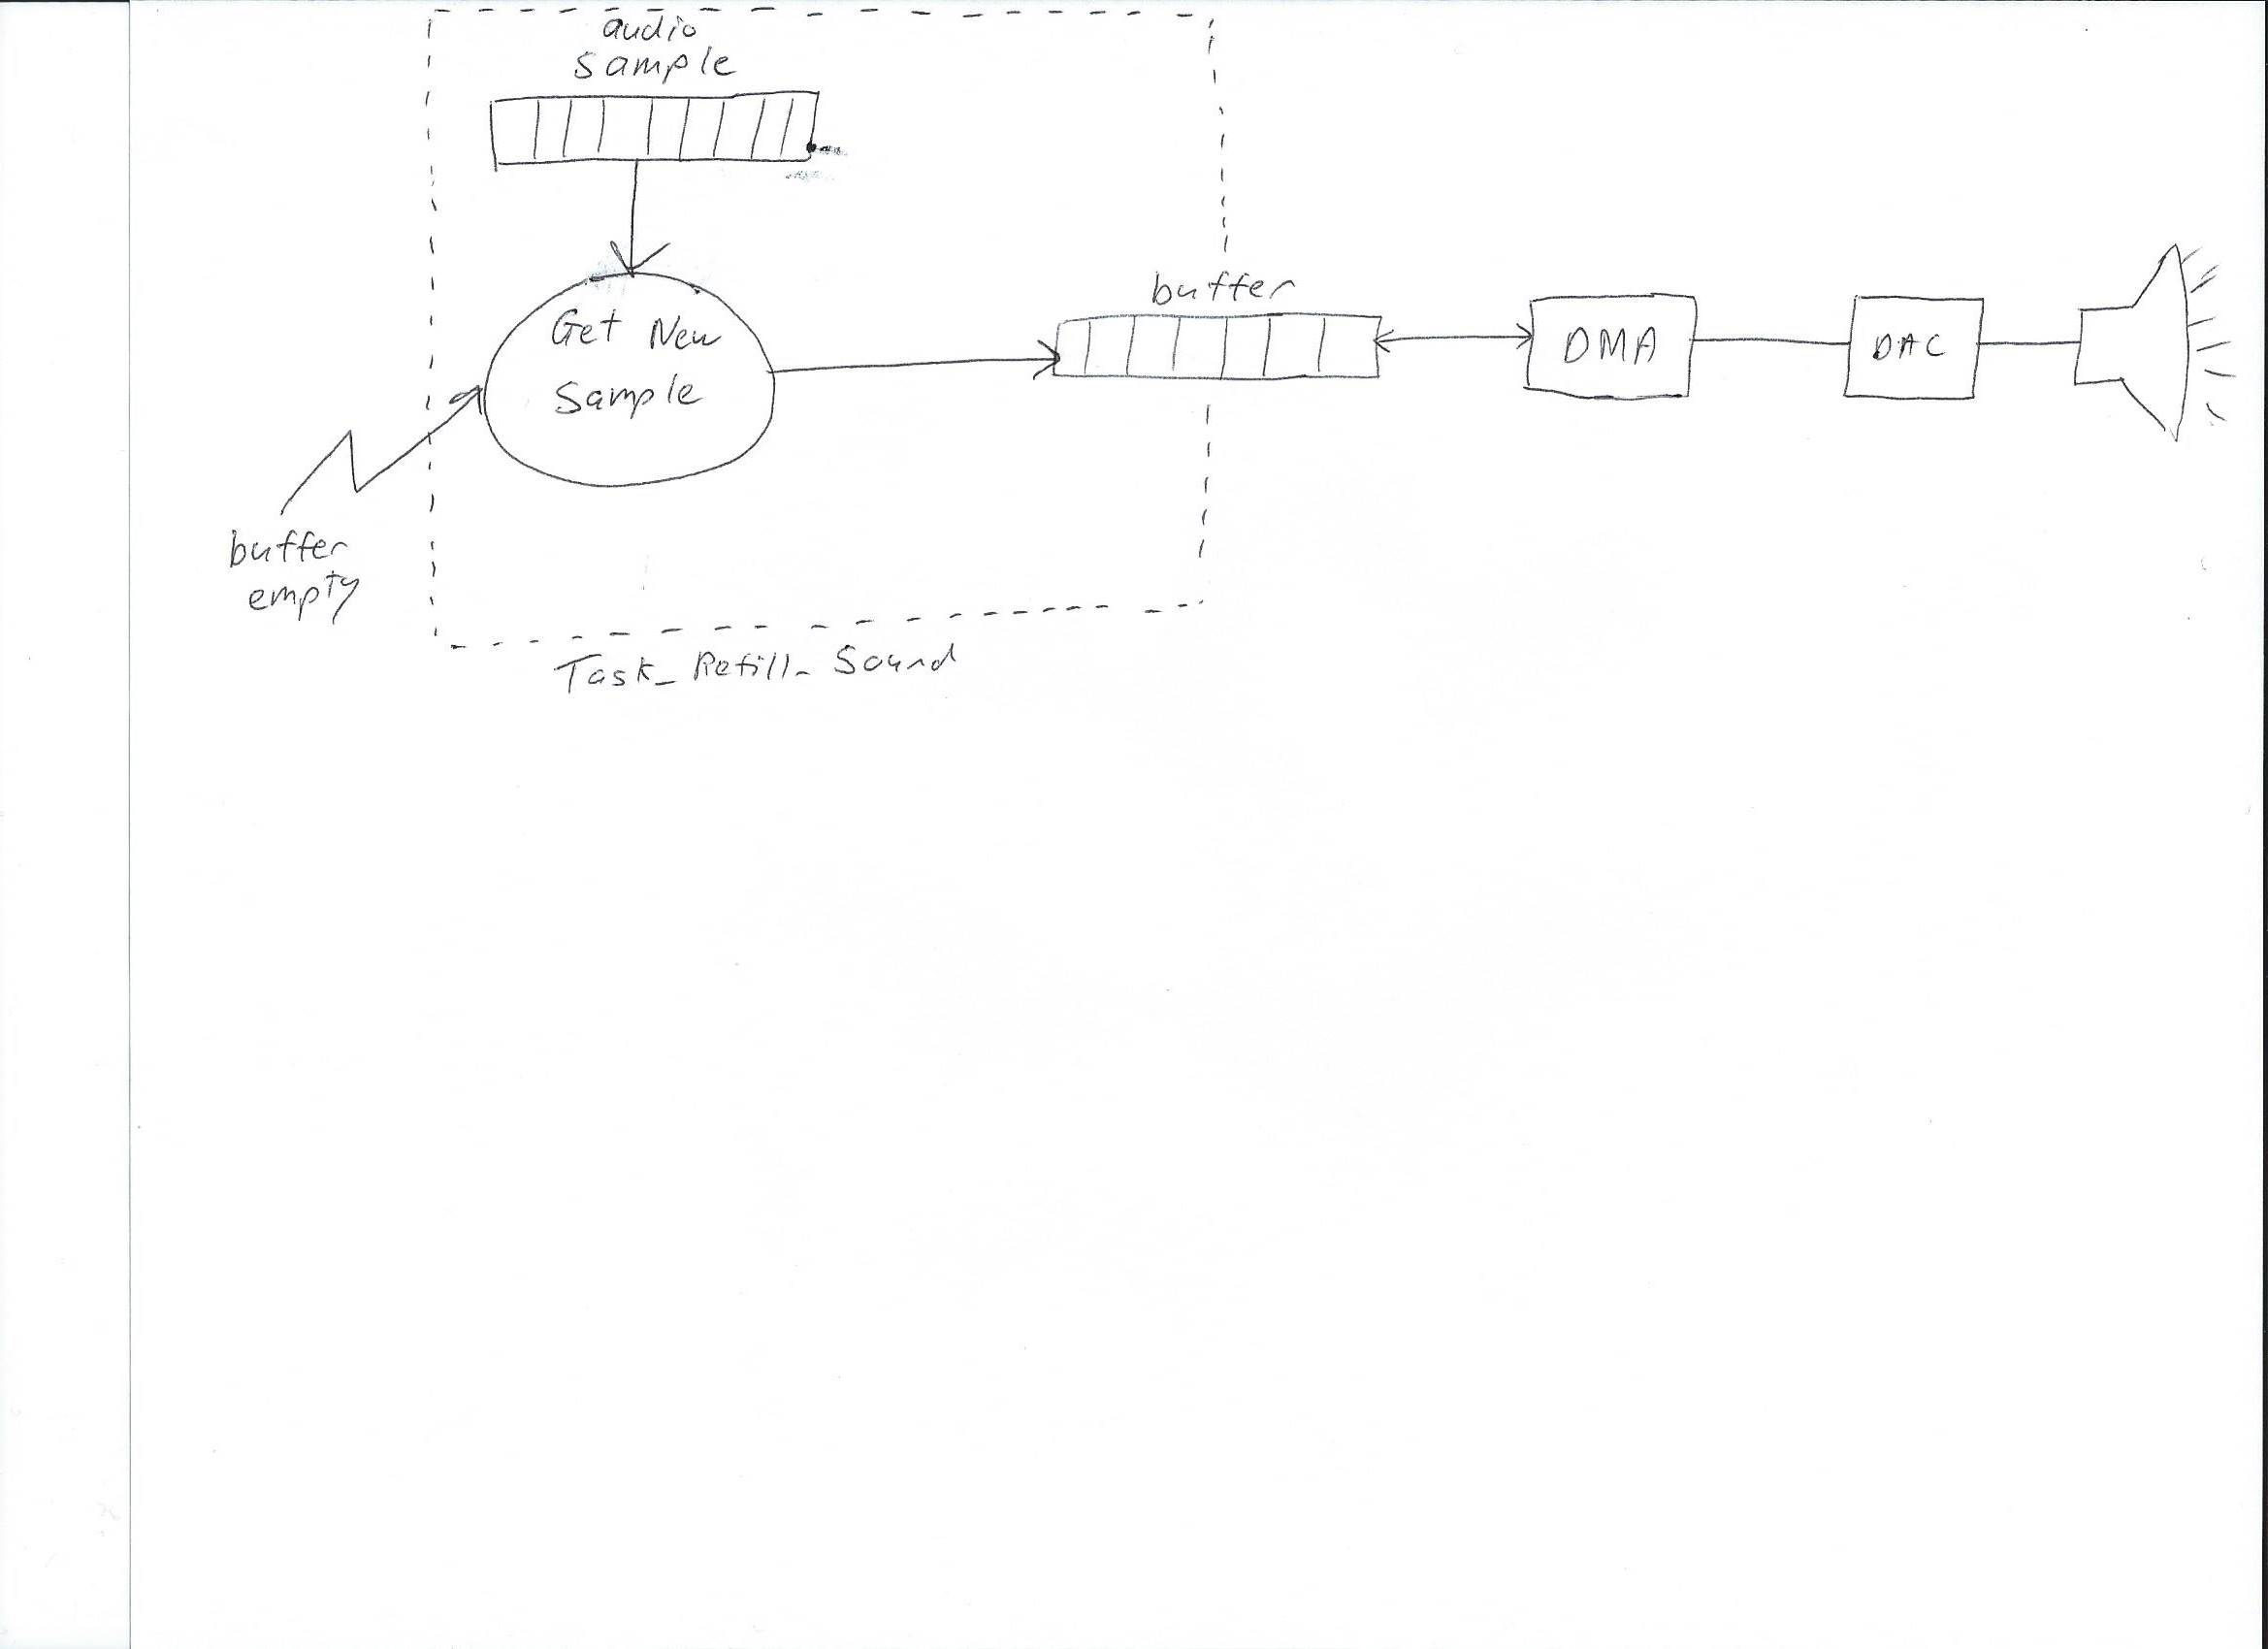 audio
sample
Get New
Sample
buffer
DMA
DAC
buffer
empty
Task_Refill_Sound